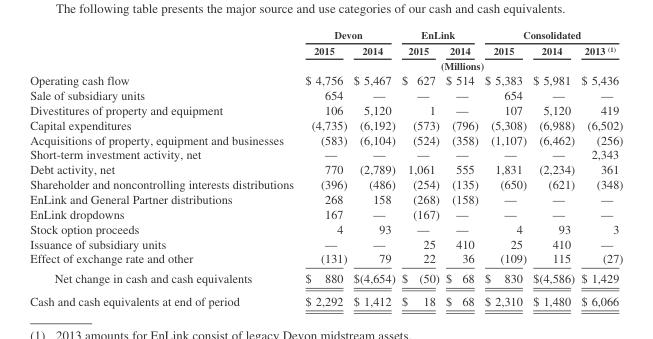 The following table presents the major source and use categories of our cash and cash equivalents.
Devon EnLink Consolidated
2015 2014 2015 2014 2015 2014 2013 (1)
(Millions)
Operating cash flow $ 4,756 $ 5,467 $ 627 $ 514 $ 5,383 $ 5,981 $ 5,436
Sale of subsidiary units 654 — — — 654 — —
Divestitures of property and equipment 106 5,120 1 — 107 5,120 419
Capital expenditures (4,735) (6,192) (573) (796) (5,308) (6,988) (6,502)
Acquisitions of property, equipment and businesses (583) (6,104) (524) (358) (1,107) (6,462) (256)
Short-term investment activity, net — — — — — — 2,343
Debt activity, net 770 (2,789) 1,061 555 1,831 (2,234) 361
Shareholder and noncontrolling interests distributions (396) (486) (254) (135) (650) (621) (348)
EnLink and General Partner distributions 268 158 (268) (158) — — —
EnLink dropdowns 167 — (167) — — — —
Stock option proceeds 4 93 — — 4 93 3
Issuance of subsidiary units — — 25 410 25 410 —
Effect of exchange rate and other (131) 79 22 36 (109) 115 (27)
Net change in cash and cash equivalents $ 880 $(4,654) $ (50) $ 68 $ 830 $(4,586) $ 1,429
Cash and cash equivalents at end of period $ 2,292 $ 1,412 $ 18 $ 68 $ 2,310 $ 1,480 $ 6,066
(1) 2013 amounts for EnLink consist of legacy Devon midstream assets